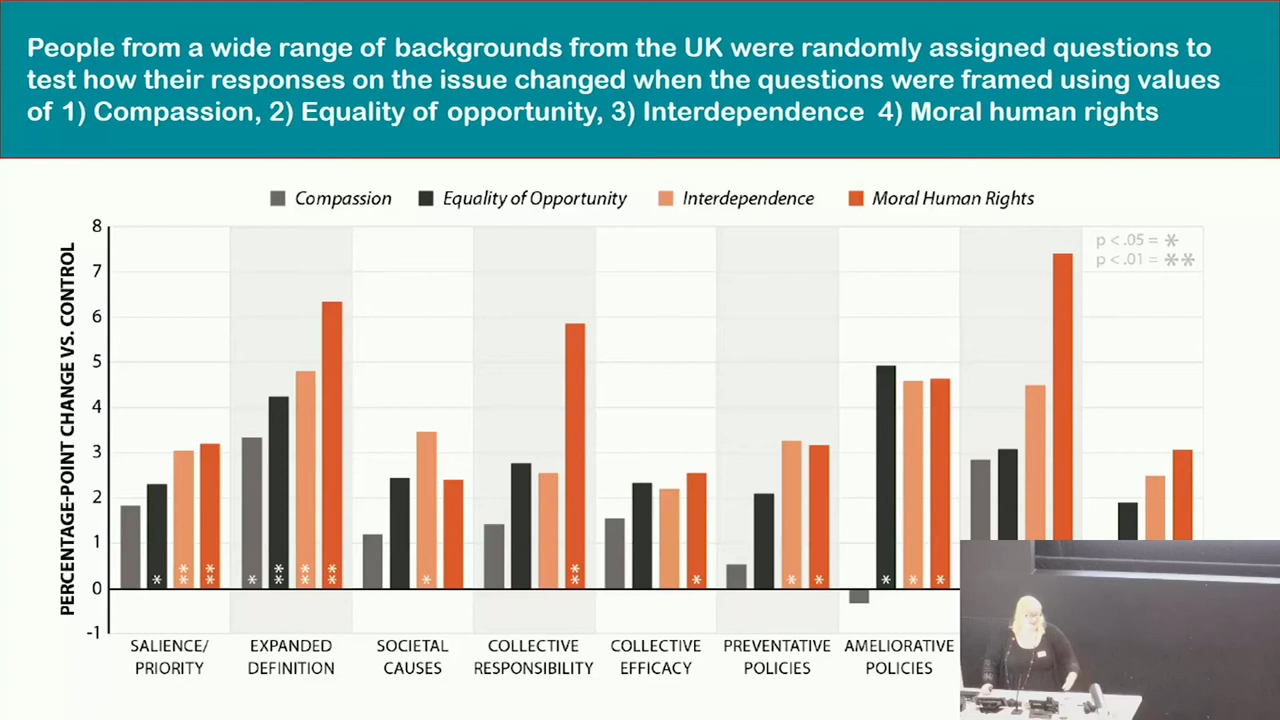 People from a wide range of backgrounds from the UK were randomly assigned questions to
test how their responses on the issue changed when the questions were framed using values
of 1) Compassion, 2) Equality of opportunity, 3) Interdependence 4) Moral human rights
Compassion Equality of Opportunity Interdependence Moral Human Rights
PERCENTAGE-POINT CHANGE VS. CONTROL
8
7
6
5
4
3
2
1
0
-1
p < .05 = *
p < .01 = **
* ** ** * ** ** ** * ** * * * * * *
SALIENCE/
PRIORITY
EXPANDED
DEFINITION
SOCIETAL
CAUSES
COLLECTIVE
RESPONSIBILITY
COLLECTIVE
EFFICACY
PREVENTATIVE
POLICIES
AMELIORATIVE
POLICIES